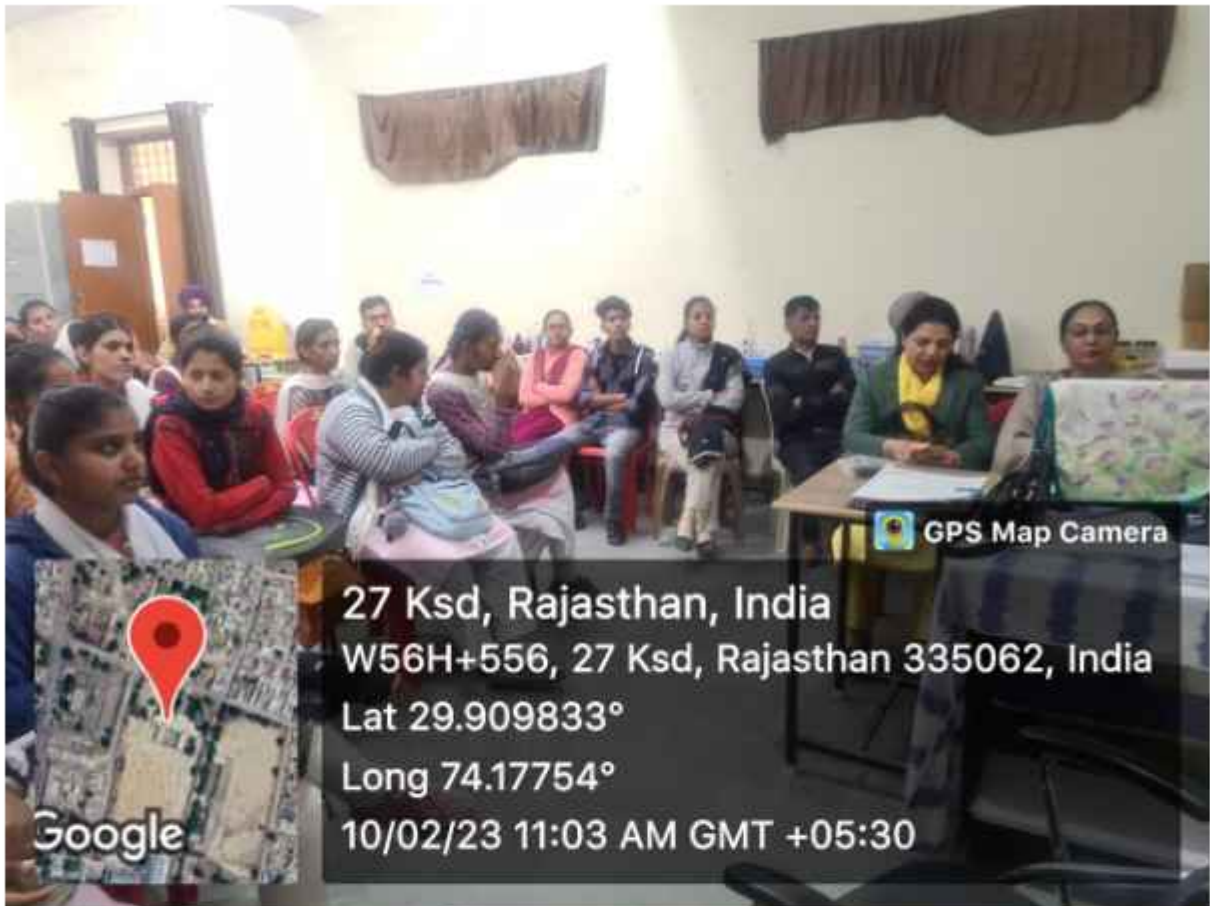 GPS Map Camera
27 Ksd, Rajasthan, India
W56H+556, 27 Ksd, Rajasthan 335062, India
Lat 29.909833°
Long 74.17754°
10/02/23 11:03 AM GMT +05:30
Google